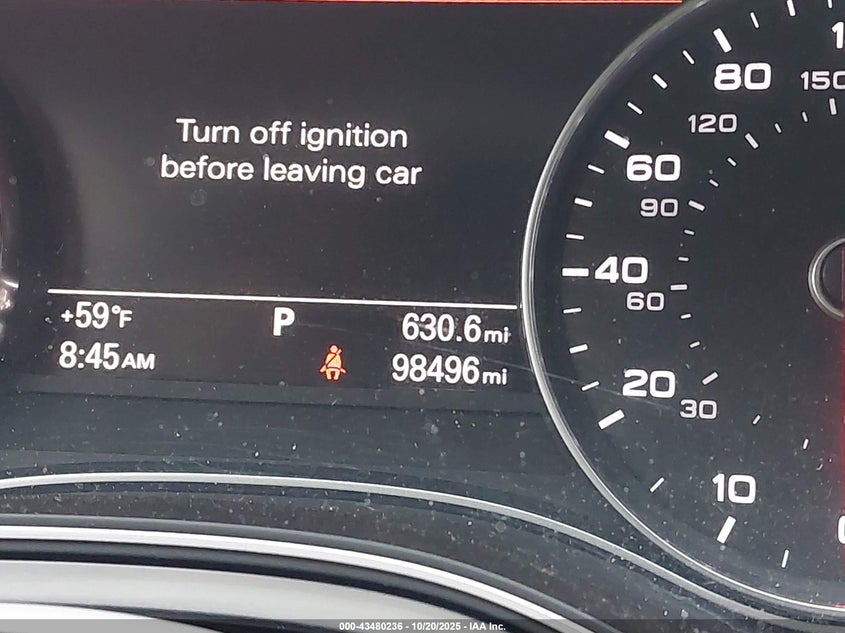 Turn off ignition
before leaving car
+59°F P 630.6mi
8:45AM 98496mi
80
120
60
90
40
60
20
30
10
150
000-43480236 - 10/20/2025 - IAA Inc.